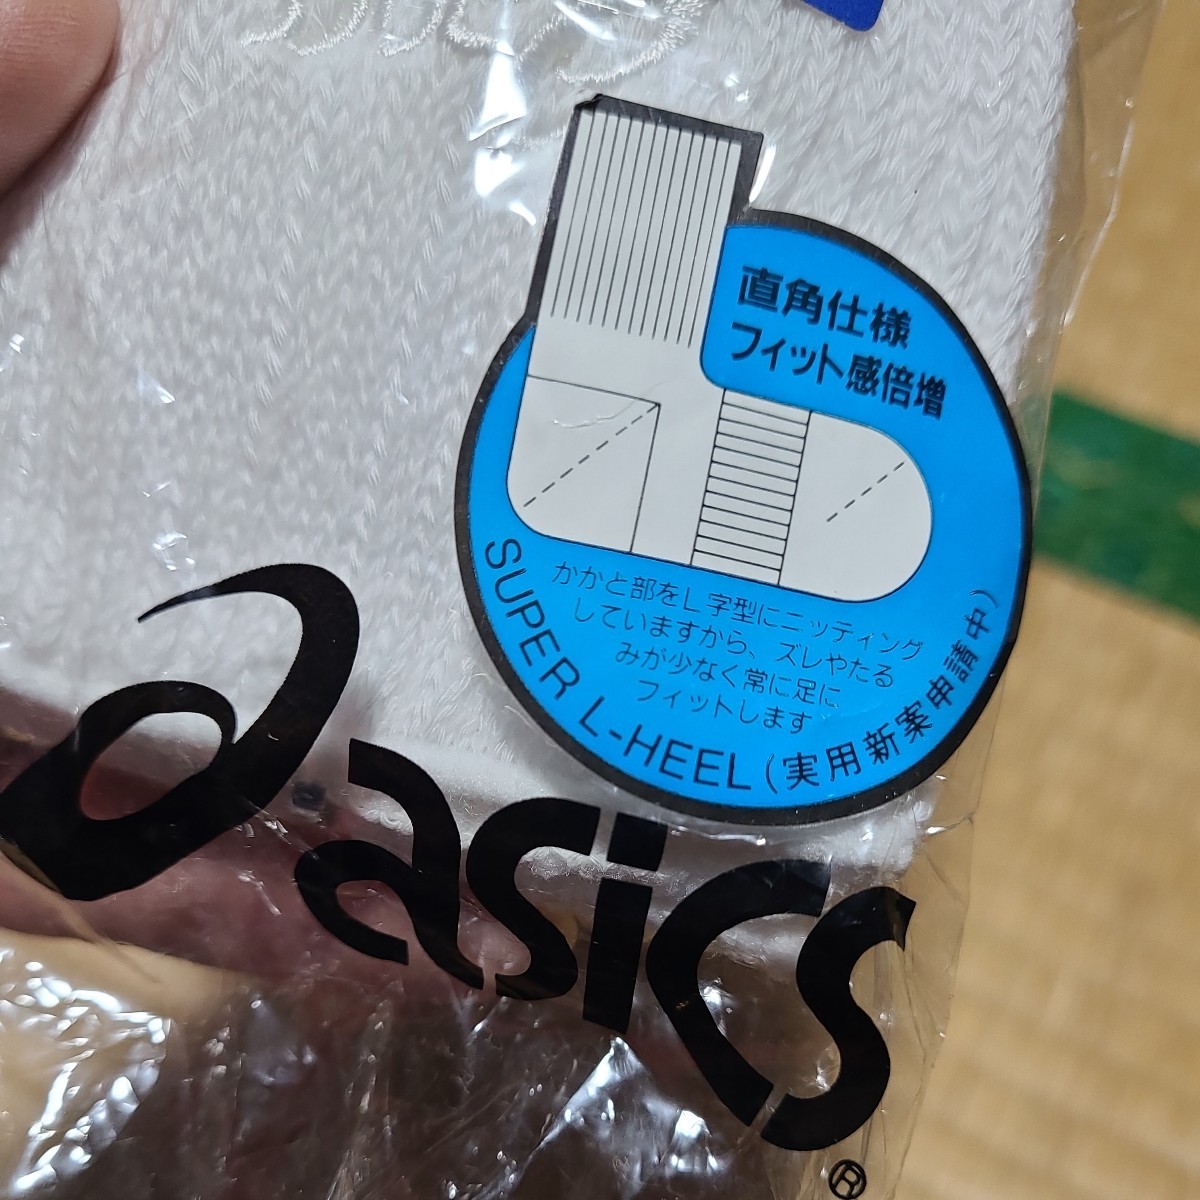 直角仕様
フィット感倍増
かかと部をL字型にニッティング
していますから、ズレやたる
みが少なく常に足に
フィットします
SUPER L-HEEL (実用新案申請中)
asics
®